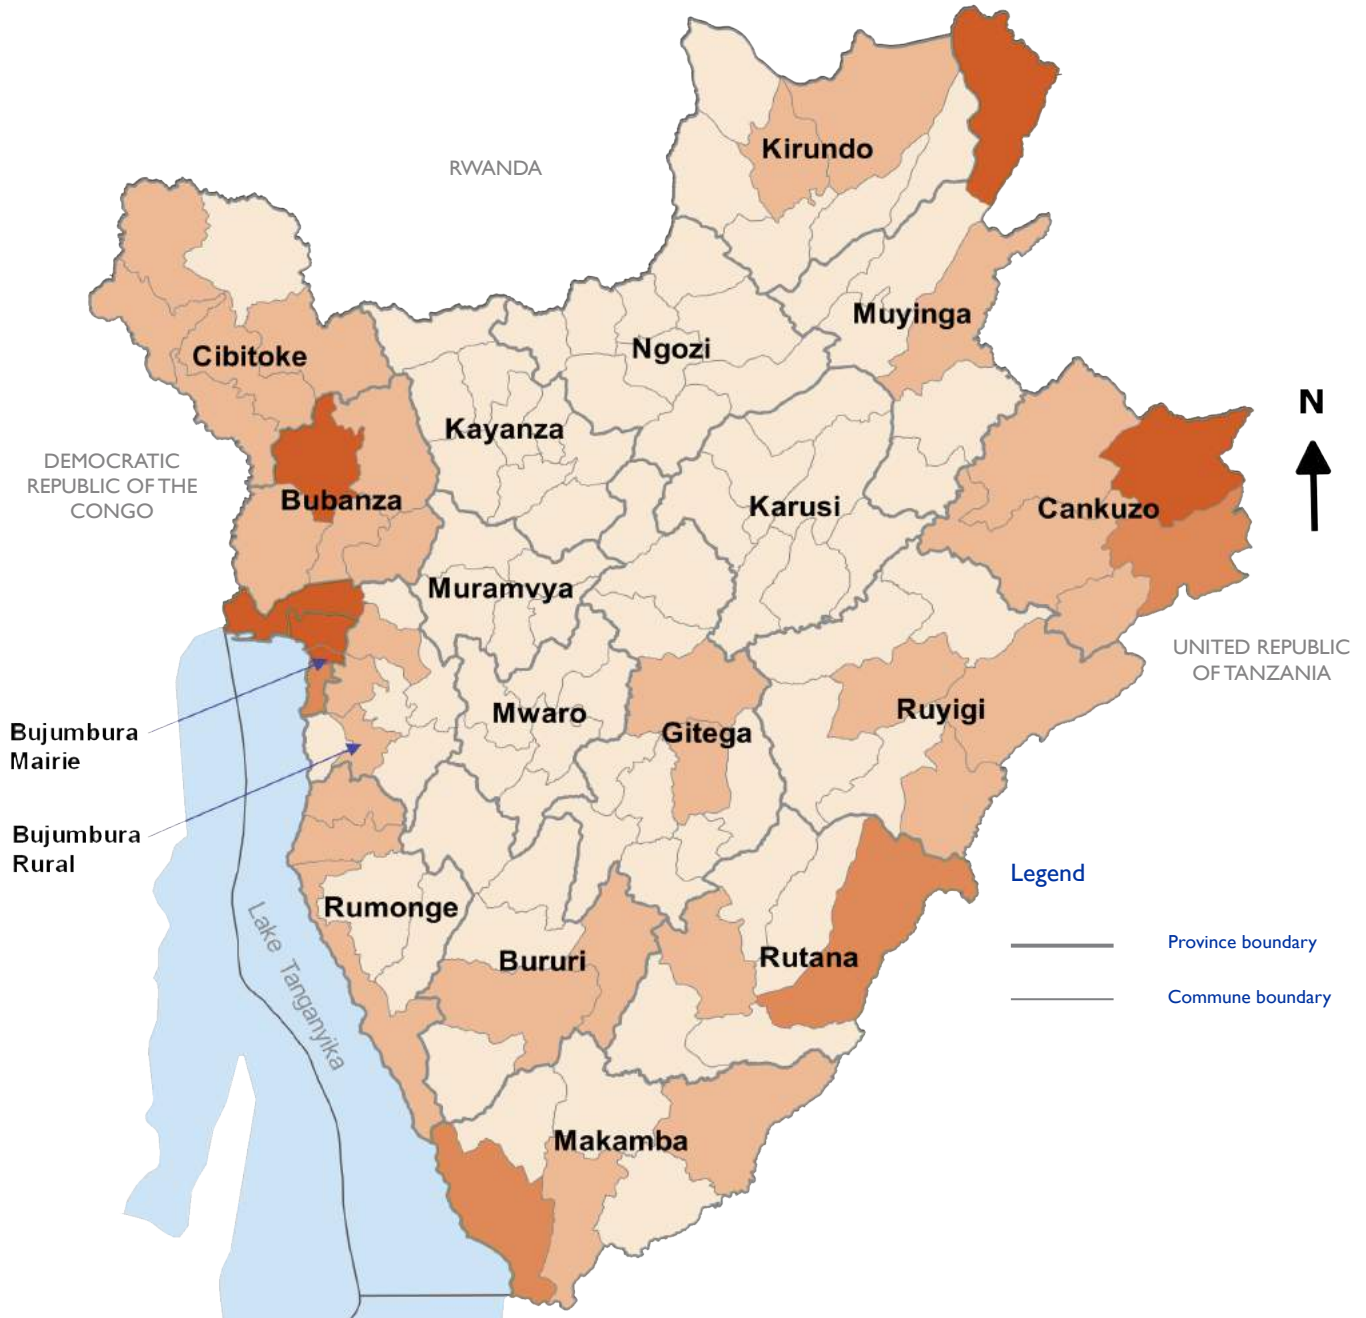 Kirundo
RWANDA
Muyinga
Ngozi
Cibitoke
N
Kayanza
DEMOCRATIC
REPUBLIC OF THE
CONGO
Bubanza
Karusi
Cankuzo
Muramvya
UNITED REPUBLIC
OF TANZANIA
Bujumbura
Mairie
Mwaro
Gitega
Ruyigi
Bujumbura
Rural
Legend
Rumonge
Lake Tanganyika
Bururi
Rutana
Province boundary
Commune boundary
Makamba